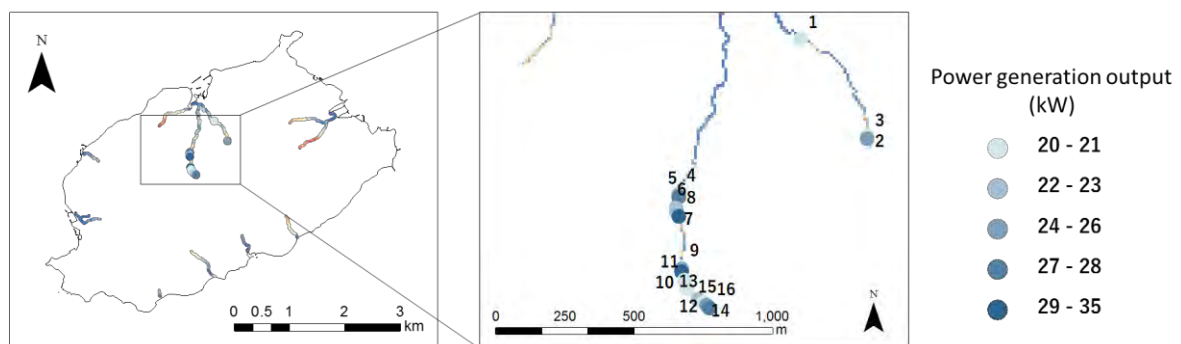 N
0 0.5 1 2 3
km
1
3
2
4
5
6
8
7
9
11
10
13
15 16
12
14
0 250 500 1,000
m
N
Power generation output
(kW)
20 - 21
22 - 23
24 - 26
27 - 28
29 - 35